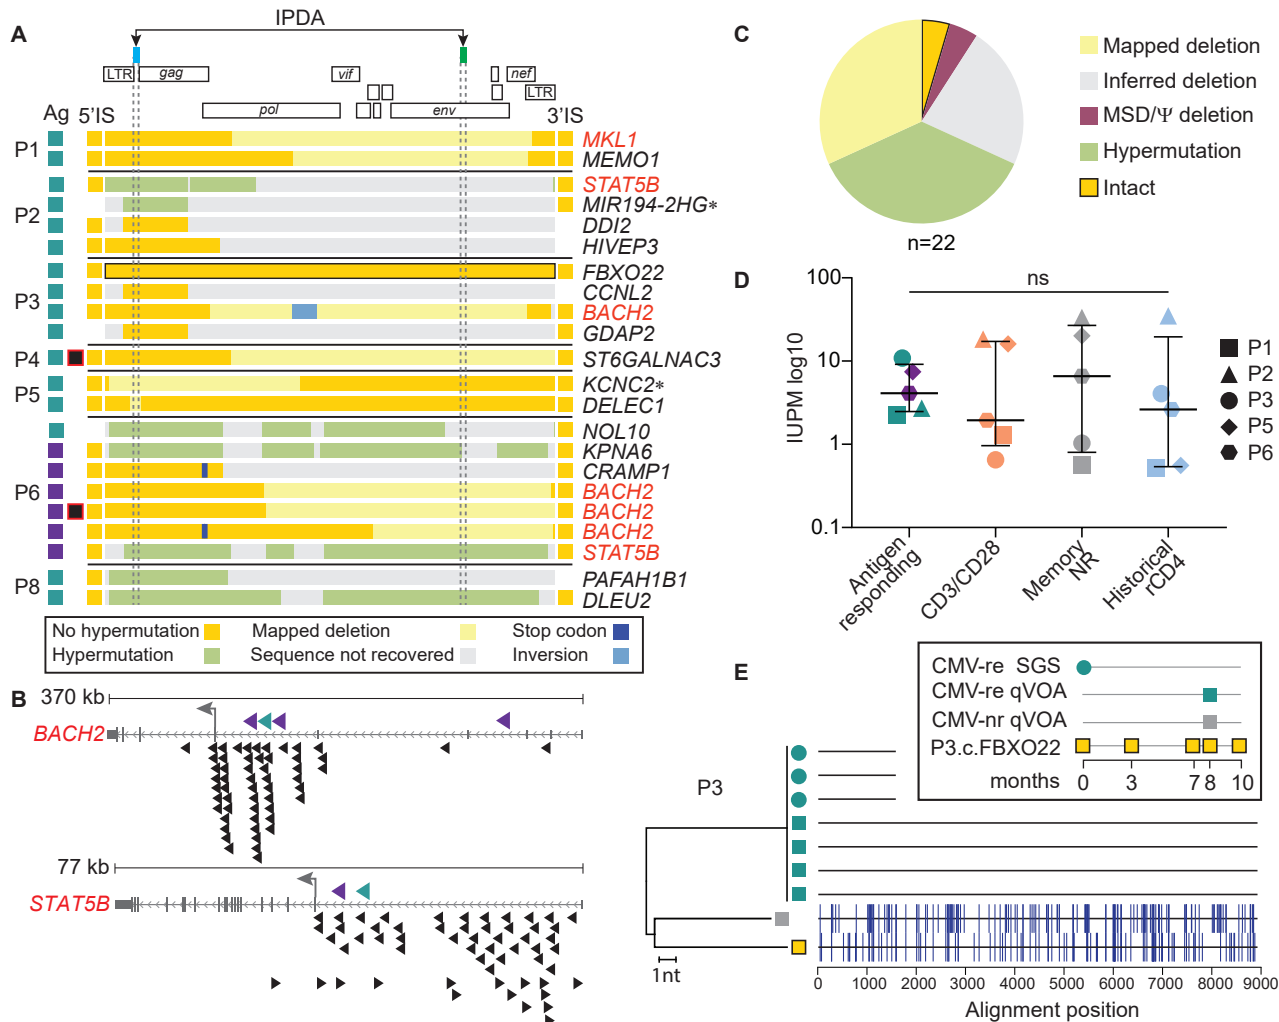 A
IPDA
LTR
gag
vif
nef
LTR
pol
env
Ag
5'IS
3'IS
P1
MKL1
MEMO1
P2
STAT5B
MIR194-2HG*
DDI2
HIVEP3
P3
FBXO22
CCNL2
BACH2
GDAP2
P4
ST6GALNAC3
P5
KCNC2*
DELEC1
P6
NOL10
KPNA6
CRAMP1
BACH2
BACH2
BACH2
STAT5B
P8
PAFAH1B1
DLEU2
No hypermutation
Mapped deletion
Stop codon
Hypermutation
Sequence not recovered
Inversion
B
370 kb
BACH2
77 kb
STAT5B
C
Mapped deletion
Inferred deletion
MSD/Ψ deletion
Hypermutation
Intact
n=22
D
ns
IUPM log10
100
10
1
0.1
Antigen responding
CD3/CD28
Memory NR
Historical rCD4
P1
P2
P3
P5
P6
E
CMV-re SGS
CMV-re qVOA
CMV-nr qVOA
P3.c.FBXO22
months
0 3 7 8 10
P3
1nt
0 1000 2000 3000 4000 5000 6000 7000 8000 9000
Alignment position